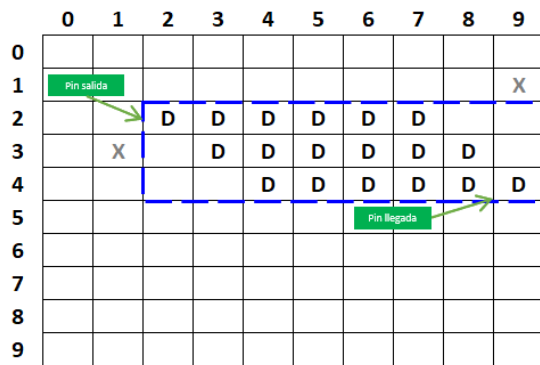 0 1 2 3 4 5 6 7 8 9
0
1 Pin salida X
2 D D D D D D
3 X D D D D D D
4 D D D D D D
5 Pin llegada
6
7
8
9